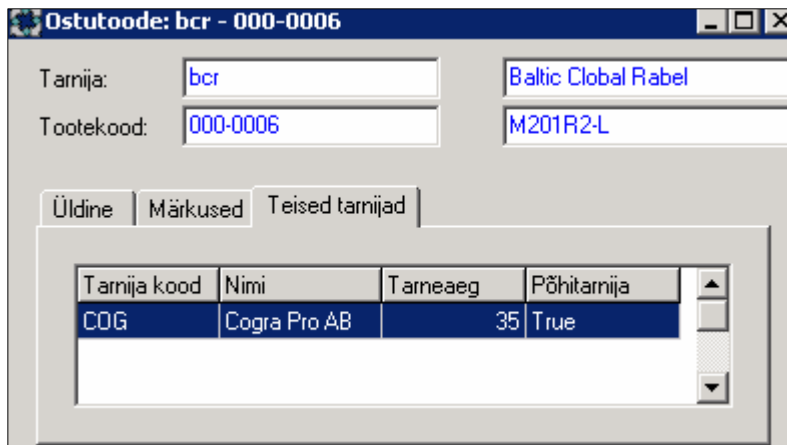 Ostutoode: bcr - 000-0006
Tarnija: bcr Baltic Clobal Rabel
Tootekood: 000-0006 M201R2-L
Üldine Märkused Teised tarnijad
Tarnija kood Nimi Tarneaeg Põhitarnija
COG Cogra Pro AB 35 True